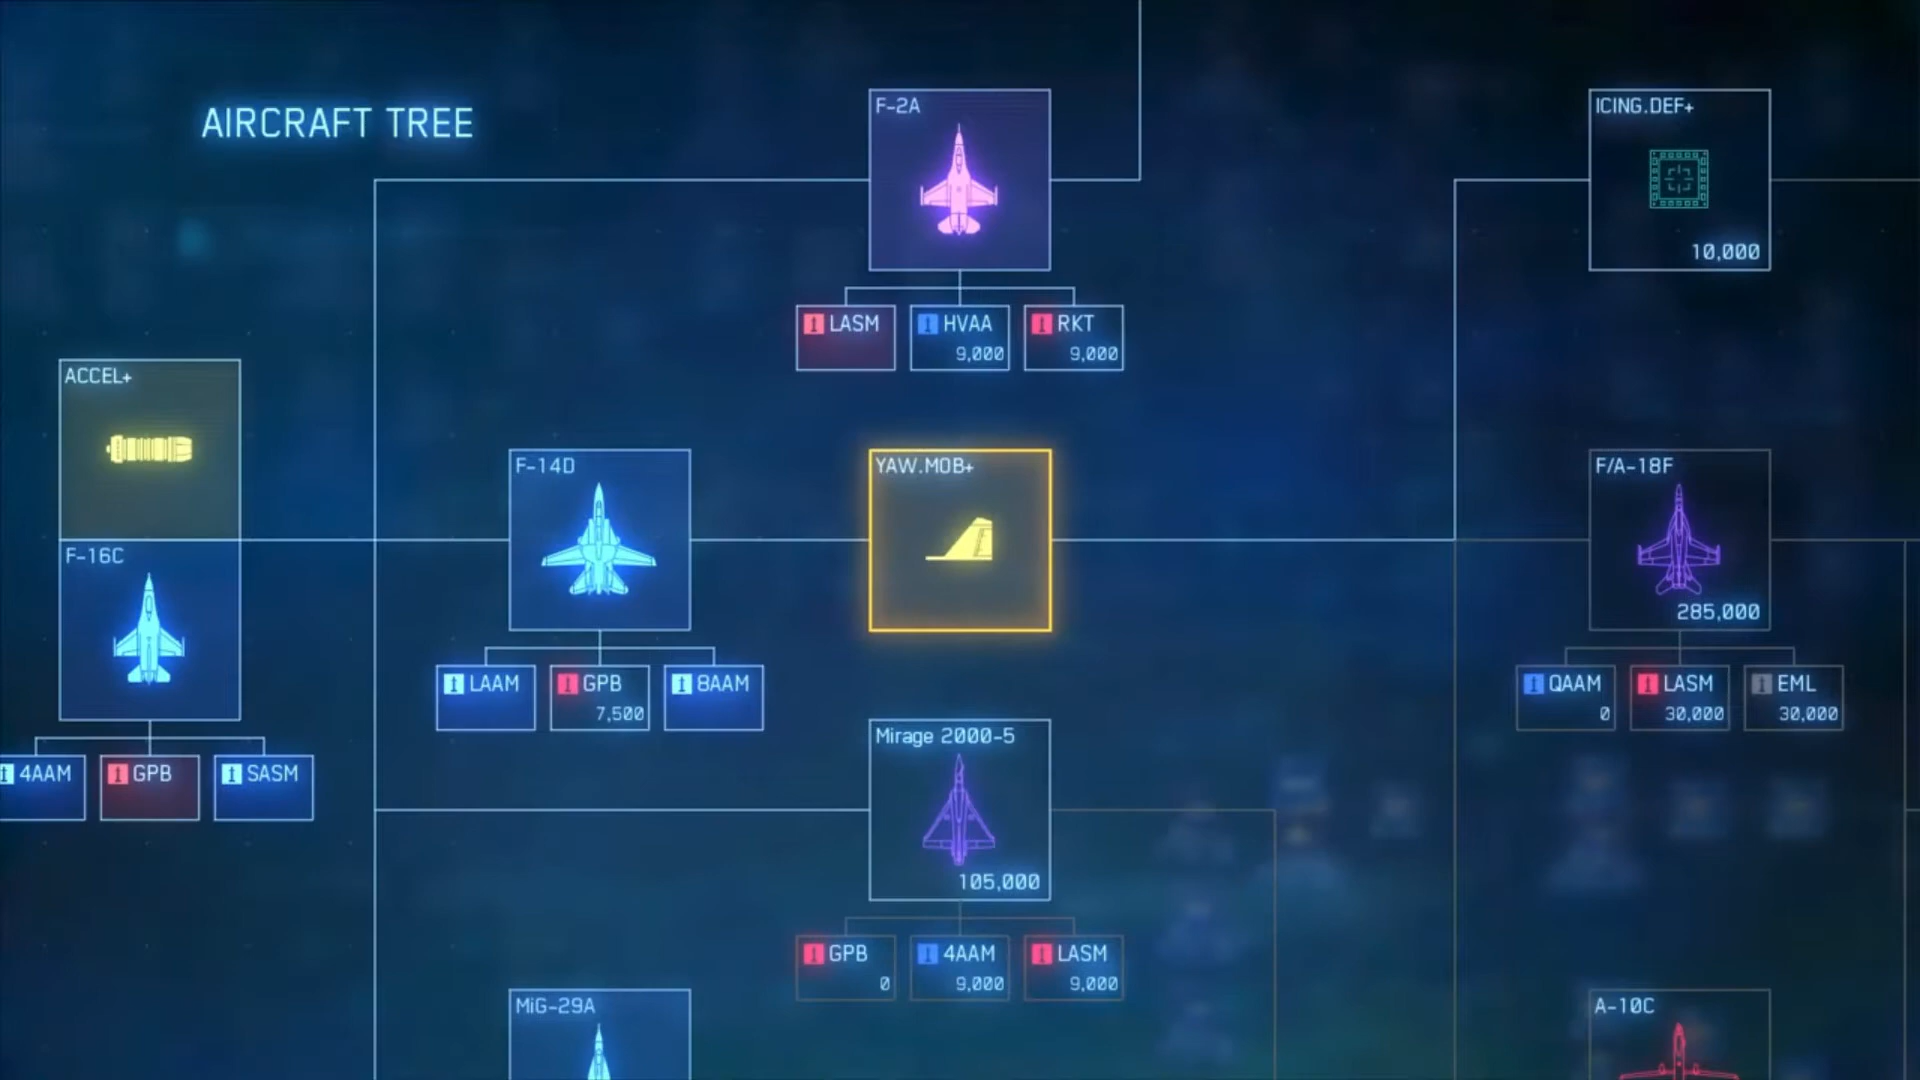 AIRCRAFT TREE
F-2A
LASM
HVAA
9,000
RKT
9,000
ICING.DEF+
10,000
ACCEL+
F-16C
4AAM
GPB
SASM
F-14D
LAAM
GPB
7,500
8AAM
YAW.MOB+
Mirage 2000-5
105,000
GPB
0
4AAM
9,000
LASM
9,000
F/A-18F
285,000
QAAM
0
LASM
30,000
EML
30,000
MiG-29A
A-10C